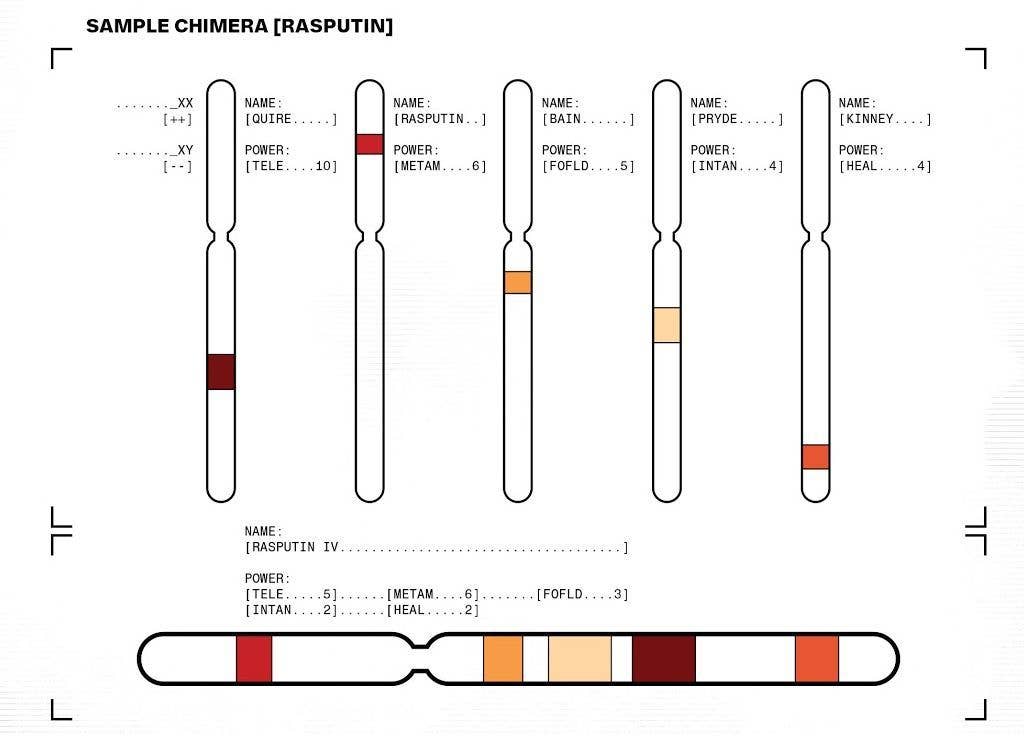 SAMPLE CHIMERA [RASPUTIN]
......._XX
[++]
......._XY
[--]
NAME:
[QUIRE.....]
POWER:
[TELE....10]
NAME:
[RASPUTIN..]
POWER:
[METAM....6]
NAME:
[BAIN......]
POWER:
[FOFLD....5]
NAME:
[PRYDE.....]
POWER:
[INTAN....4]
NAME:
[KINNEY....]
POWER:
[HEAL.....4]
NAME:
[RASPUTIN IV....................................]
POWER:
[TELE.....5]......[METAM....6].......[FOFLD....3]
[INTAN....2]......[HEAL.....2]